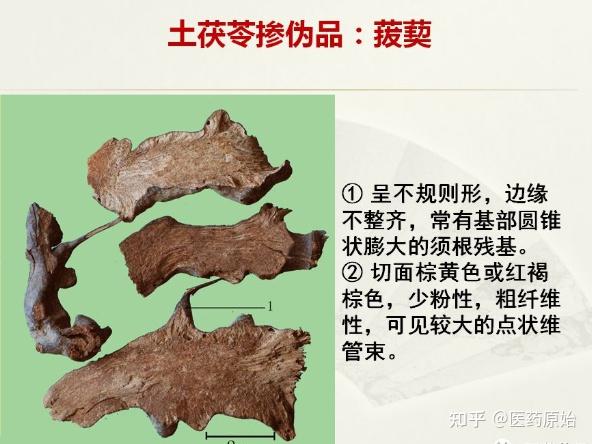 土茯苓掺伪品：菝葜
① 呈不规则形，边缘
不整齐，常有基部圆锥
状膨大的须根残基。
② 切面棕黄色或红褐
棕色，少粉性，粗纤维
性，可见较大的点状维
管束。
1
知乎 @医药原始